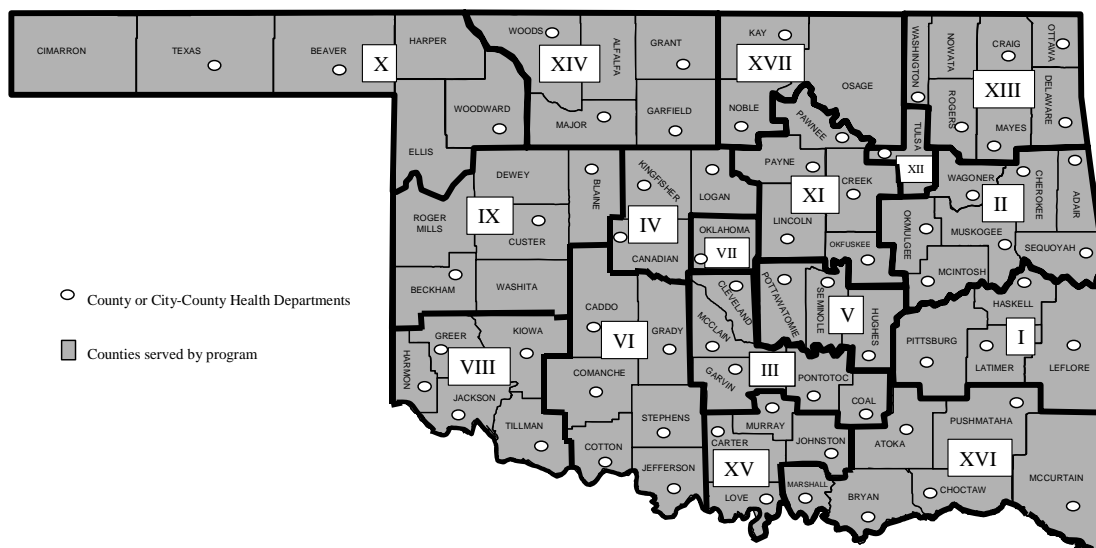 CIMARRON
TEXAS
BEAVER
HARPER
X
WOODWARD
ELLIS
WOODS
ALFALFA
GRANT
XIV
MAJOR
GARFIELD
KAY
XVII
OSAGE
NOBLE
PAWNEE
WASHINGTON
NOWATA
CRAIG
OTTAWA
XIII
ROGERS
DELAWARE
MAYES
TULSA
XII
DEWEY
BLAINE
ROGER
MILLS
IX
CUSTER
BECKHAM
WASHITA
KINGFISHER
LOGAN
IV
CANADIAN
OKLAHOMA
VII
PAYNE
CREEK
XI
LINCOLN
OKFUSKEE
WAGONER
CHEROKEE
ADAIR
II
OKMULGEE
MUSKOGEE
SEQUOYAH
MCINTOSH
County or City-County Health Departments
Counties served by program
CADDO
VI
GRADY
COMANCHE
STEPHENS
COTTON
JEFFERSON
CLEVELAND
MCCLAIN
GARVIN
III
PONTOTOC
COAL
MURRAY
POTTAWATOMIE
SEMINOLE
V
HUGHES
HASKELL
PITTSBURG
I
LATIMER
LEFLORE
GREER
KIOWA
HARMON
VIII
JACKSON
TILLMAN
CARTER
JOHNSTON
XV
LOVE
MARSHALL
ATOKA
PUSHMATAHA
XVI
BRYAN
CHOCTAW
MCCURTAIN